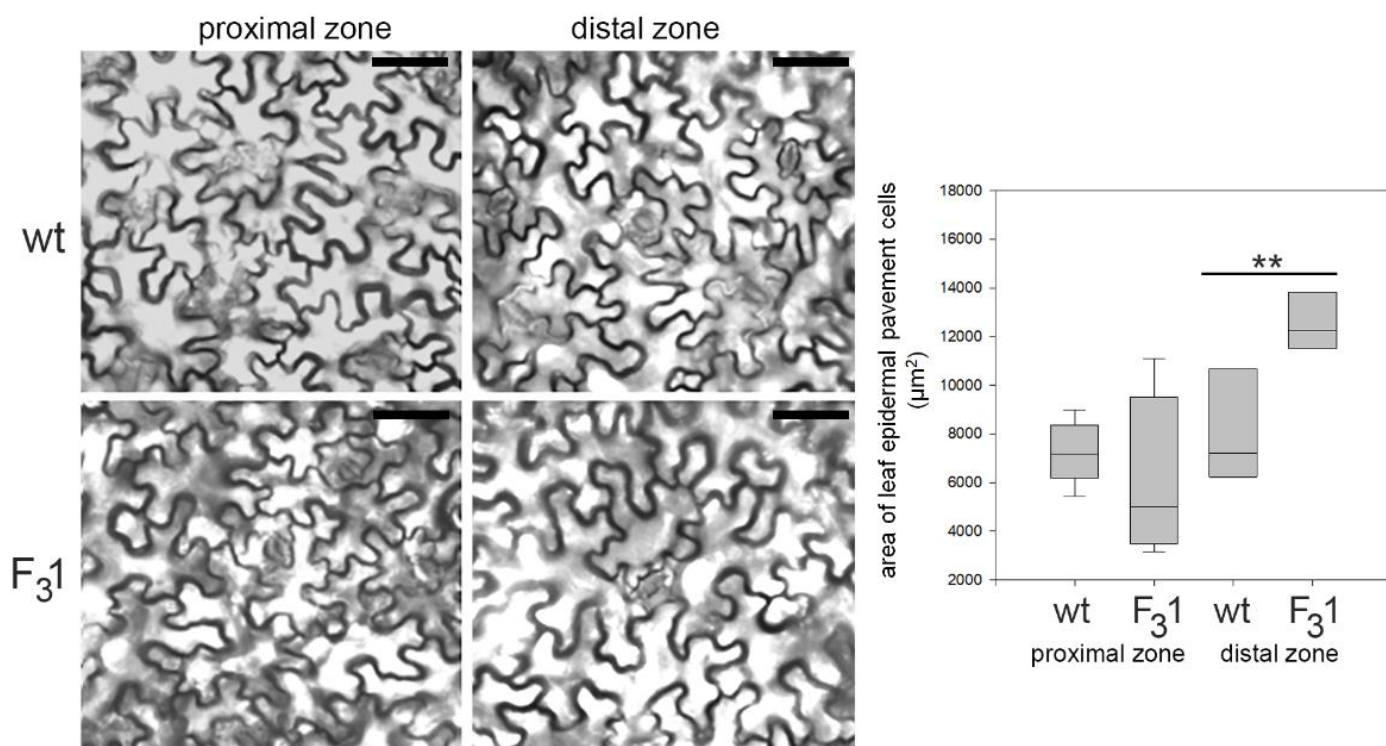 proximal zone distal zone
wt
F₃1
area of leaf epidermal pavement cells
(µm²)
18000
16000
14000
12000
10000
8000
6000
4000
2000
**
wt F₃1 wt F₃1
proximal zone distal zone